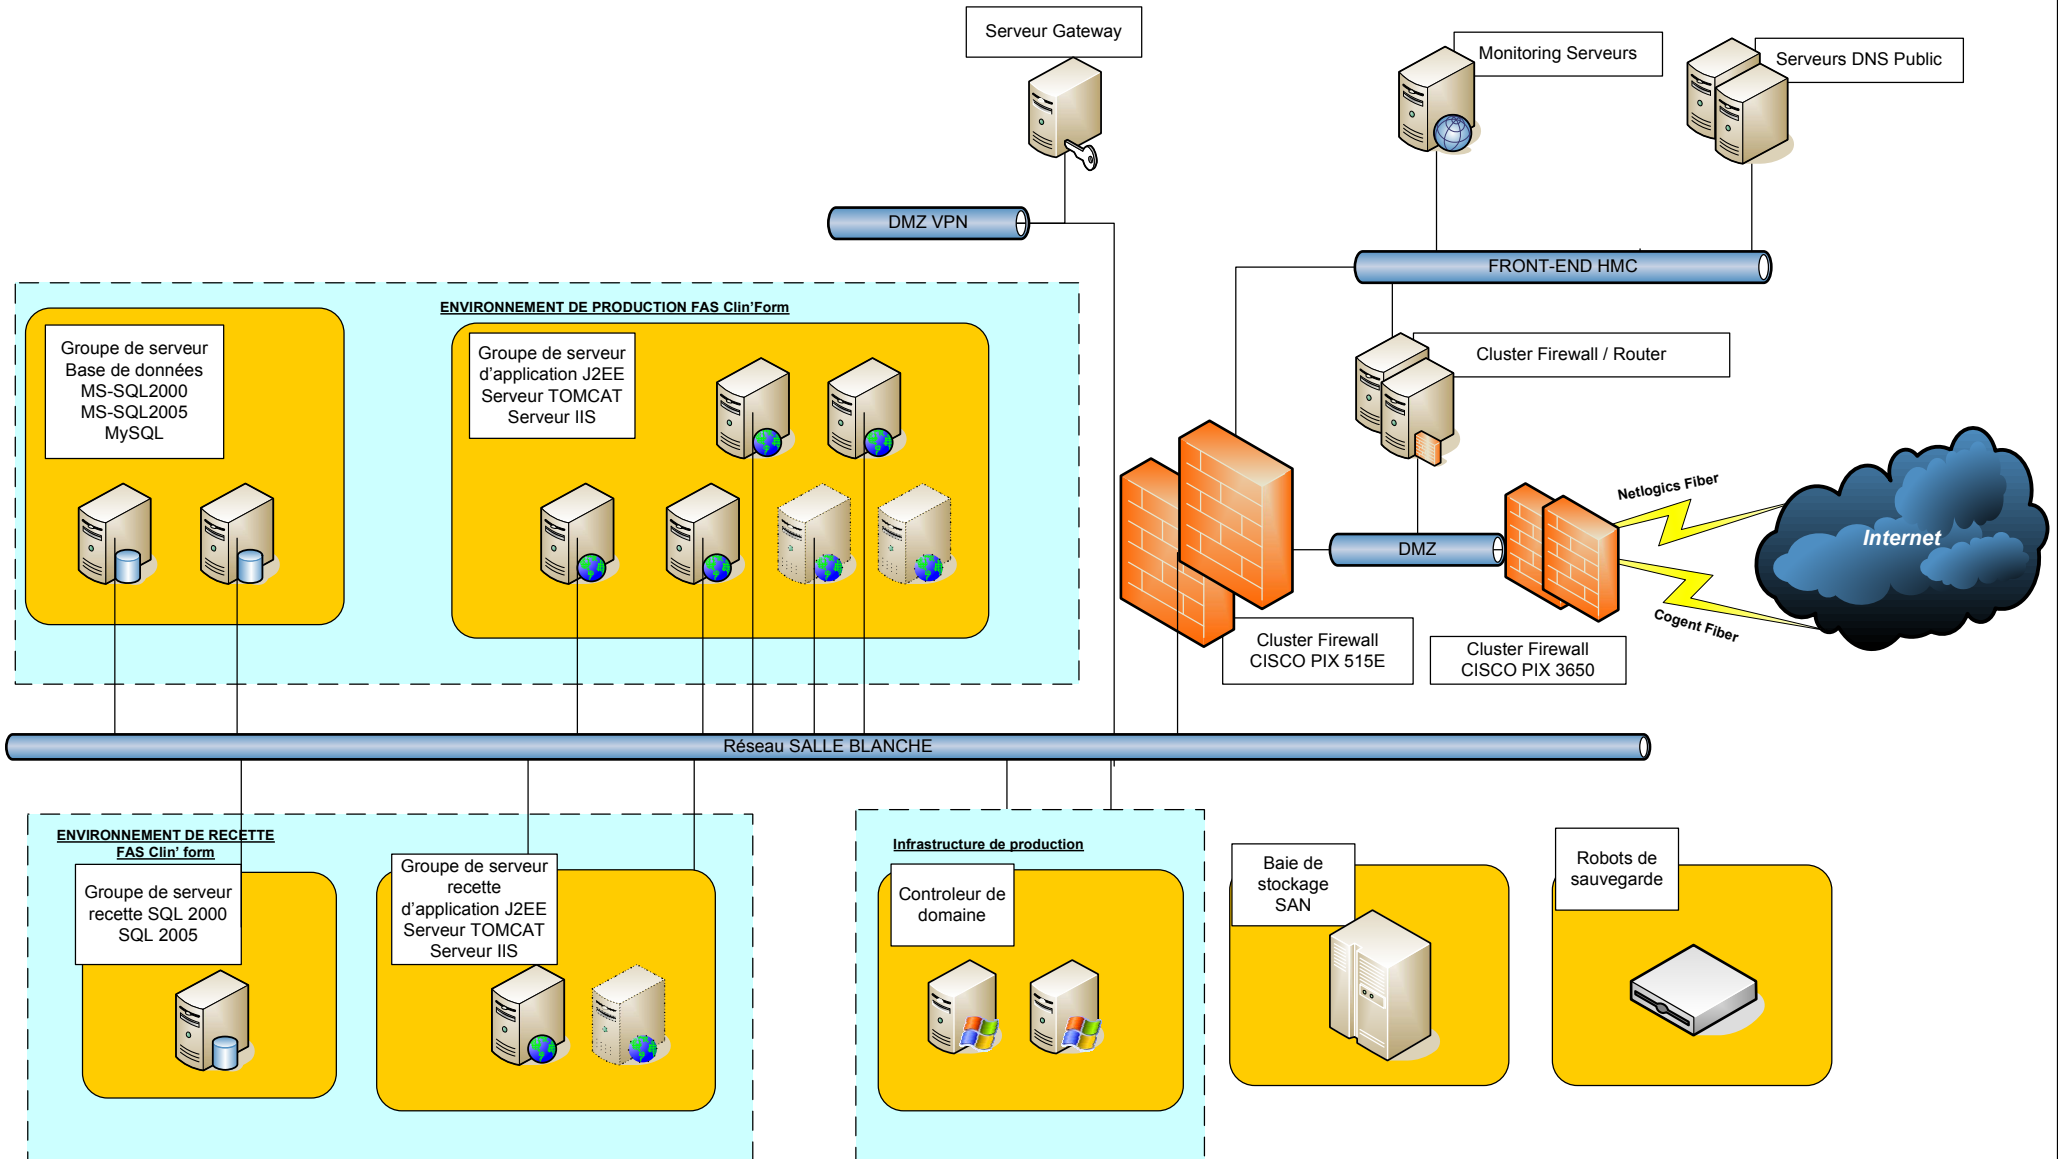 Serveur Gateway
Monitoring Serveurs
Serveurs DNS Public
DMZ VPN
FRONT-END HMC
ENVIRONNEMENT DE PRODUCTION FAS Clin'Form
Groupe de serveur
Base de données
MS-SQL2000
MS-SQL2005
MySQL
Groupe de serveur
d'application J2EE
Serveur TOMCAT
Serveur IIS
Cluster Firewall / Router
Netlogics Fiber
Internet
DMZ
Cogent Fiber
Cluster Firewall
CISCO PIX 515E
Cluster Firewall
CISCO PIX 3650
Réseau SALLE BLANCHE
ENVIRONNEMENT DE RECETTE
FAS Clin' form
Groupe de serveur
recette SQL 2000
SQL 2005
Groupe de serveur
recette
d'application J2EE
Serveur TOMCAT
Serveur IIS
Infrastructure de production
Controleur de
domaine
Baie de
stockage
SAN
Robots de
sauvegarde